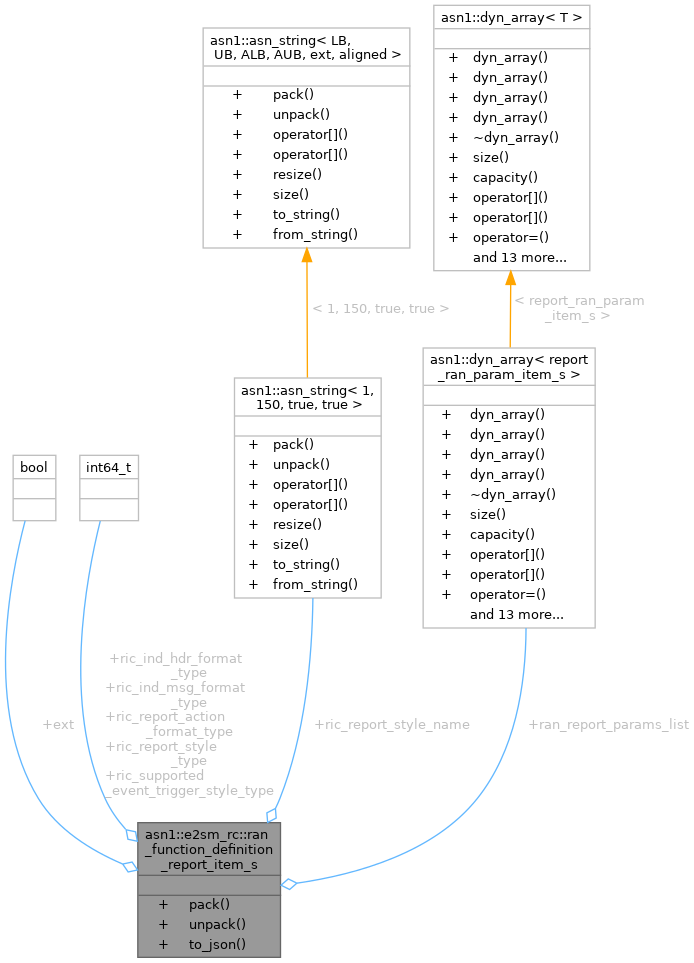 asn1::dyn_array< T >
+ dyn_array()
+ dyn_array()
+ dyn_array()
+ dyn_array()
+ ~dyn_array()
+ size()
+ capacity()
+ operator[]()
+ operator[]()
+ operator=()
and 13 more...
asn1::asn_string< LB,
UB, ALB, AUB, ext, aligned >
+ pack()
+ unpack()
+ operator[]()
+ operator[]()
+ resize()
+ size()
+ to_string()
+ from_string()
< 1, 150, true, true >
< report_ran_param
_item_s >
asn1::dyn_array< report
_ran_param_item_s >
+ dyn_array()
+ dyn_array()
+ dyn_array()
+ dyn_array()
+ ~dyn_array()
+ size()
+ capacity()
+ operator[]()
+ operator[]()
+ operator=()
and 13 more...
asn1::asn_string< 1,
150, true, true >
+ pack()
+ unpack()
+ operator[]()
+ operator[]()
+ resize()
+ size()
+ to_string()
+ from_string()
bool
int64_t
+ext
+ric_ind_hdr_format
_type
+ric_ind_msg_format
_type
+ric_report_action
_format_type
+ric_report_style
_type
+ric_supported
_event_trigger_style_type
+ric_report_style_name
+ran_report_params_list
asn1::e2sm_rc::ran
_function_definition
_report_item_s
+ pack()
+ unpack()
+ to_json()